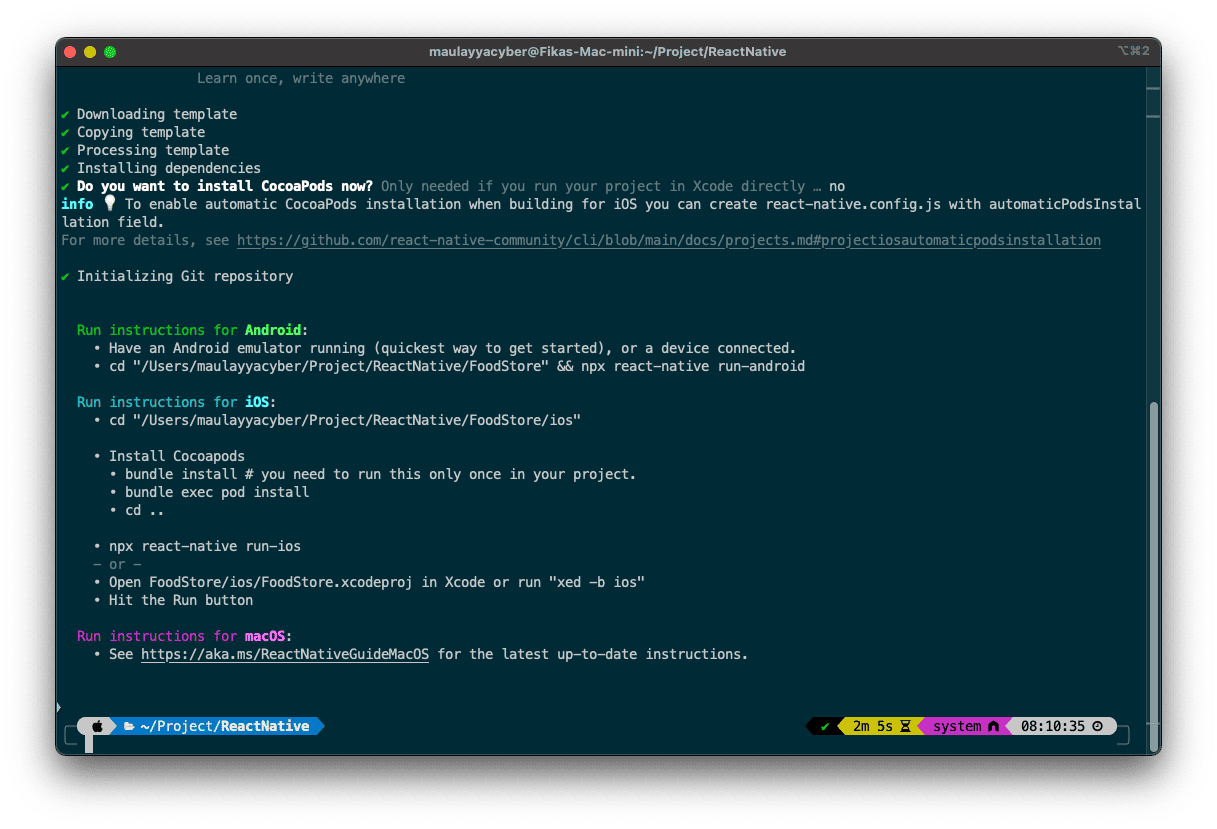 maulayyacyber@Fikas-Mac-mini:~/Project/ReactNative
⌥⌘2
Learn once, write anywhere
✔ Downloading template
✔ Copying template
✔ Processing template
✔ Installing dependencies
✔ Do you want to install CocoaPods now? Only needed if you run your project in Xcode directly … no
info 💡 To enable automatic CocoaPods installation when building for iOS you can create react-native.config.js with automaticPodsInstal
lation field.
For more details, see https://github.com/react-native-community/cli/blob/main/docs/projects.md#projectiosautomaticpodsinstallation
✔ Initializing Git repository
Run instructions for Android:
• Have an Android emulator running (quickest way to get started), or a device connected.
• cd "/Users/maulayyacyber/Project/ReactNative/FoodStore" && npx react-native run-android
Run instructions for iOS:
• cd "/Users/maulayyacyber/Project/ReactNative/FoodStore/ios"
• Install Cocoapods
• bundle install # you need to run this only once in your project.
• bundle exec pod install
• cd ..
• npx react-native run-ios
– or –
• Open FoodStore/ios/FoodStore.xcodeproj in Xcode or run "xed -b ios"
• Hit the Run button
Run instructions for macOS:
• See https://aka.ms/ReactNativeGuideMacOS for the latest up-to-date instructions.
~/Project/ReactNative ✔ 2m 5s system 08:10:35